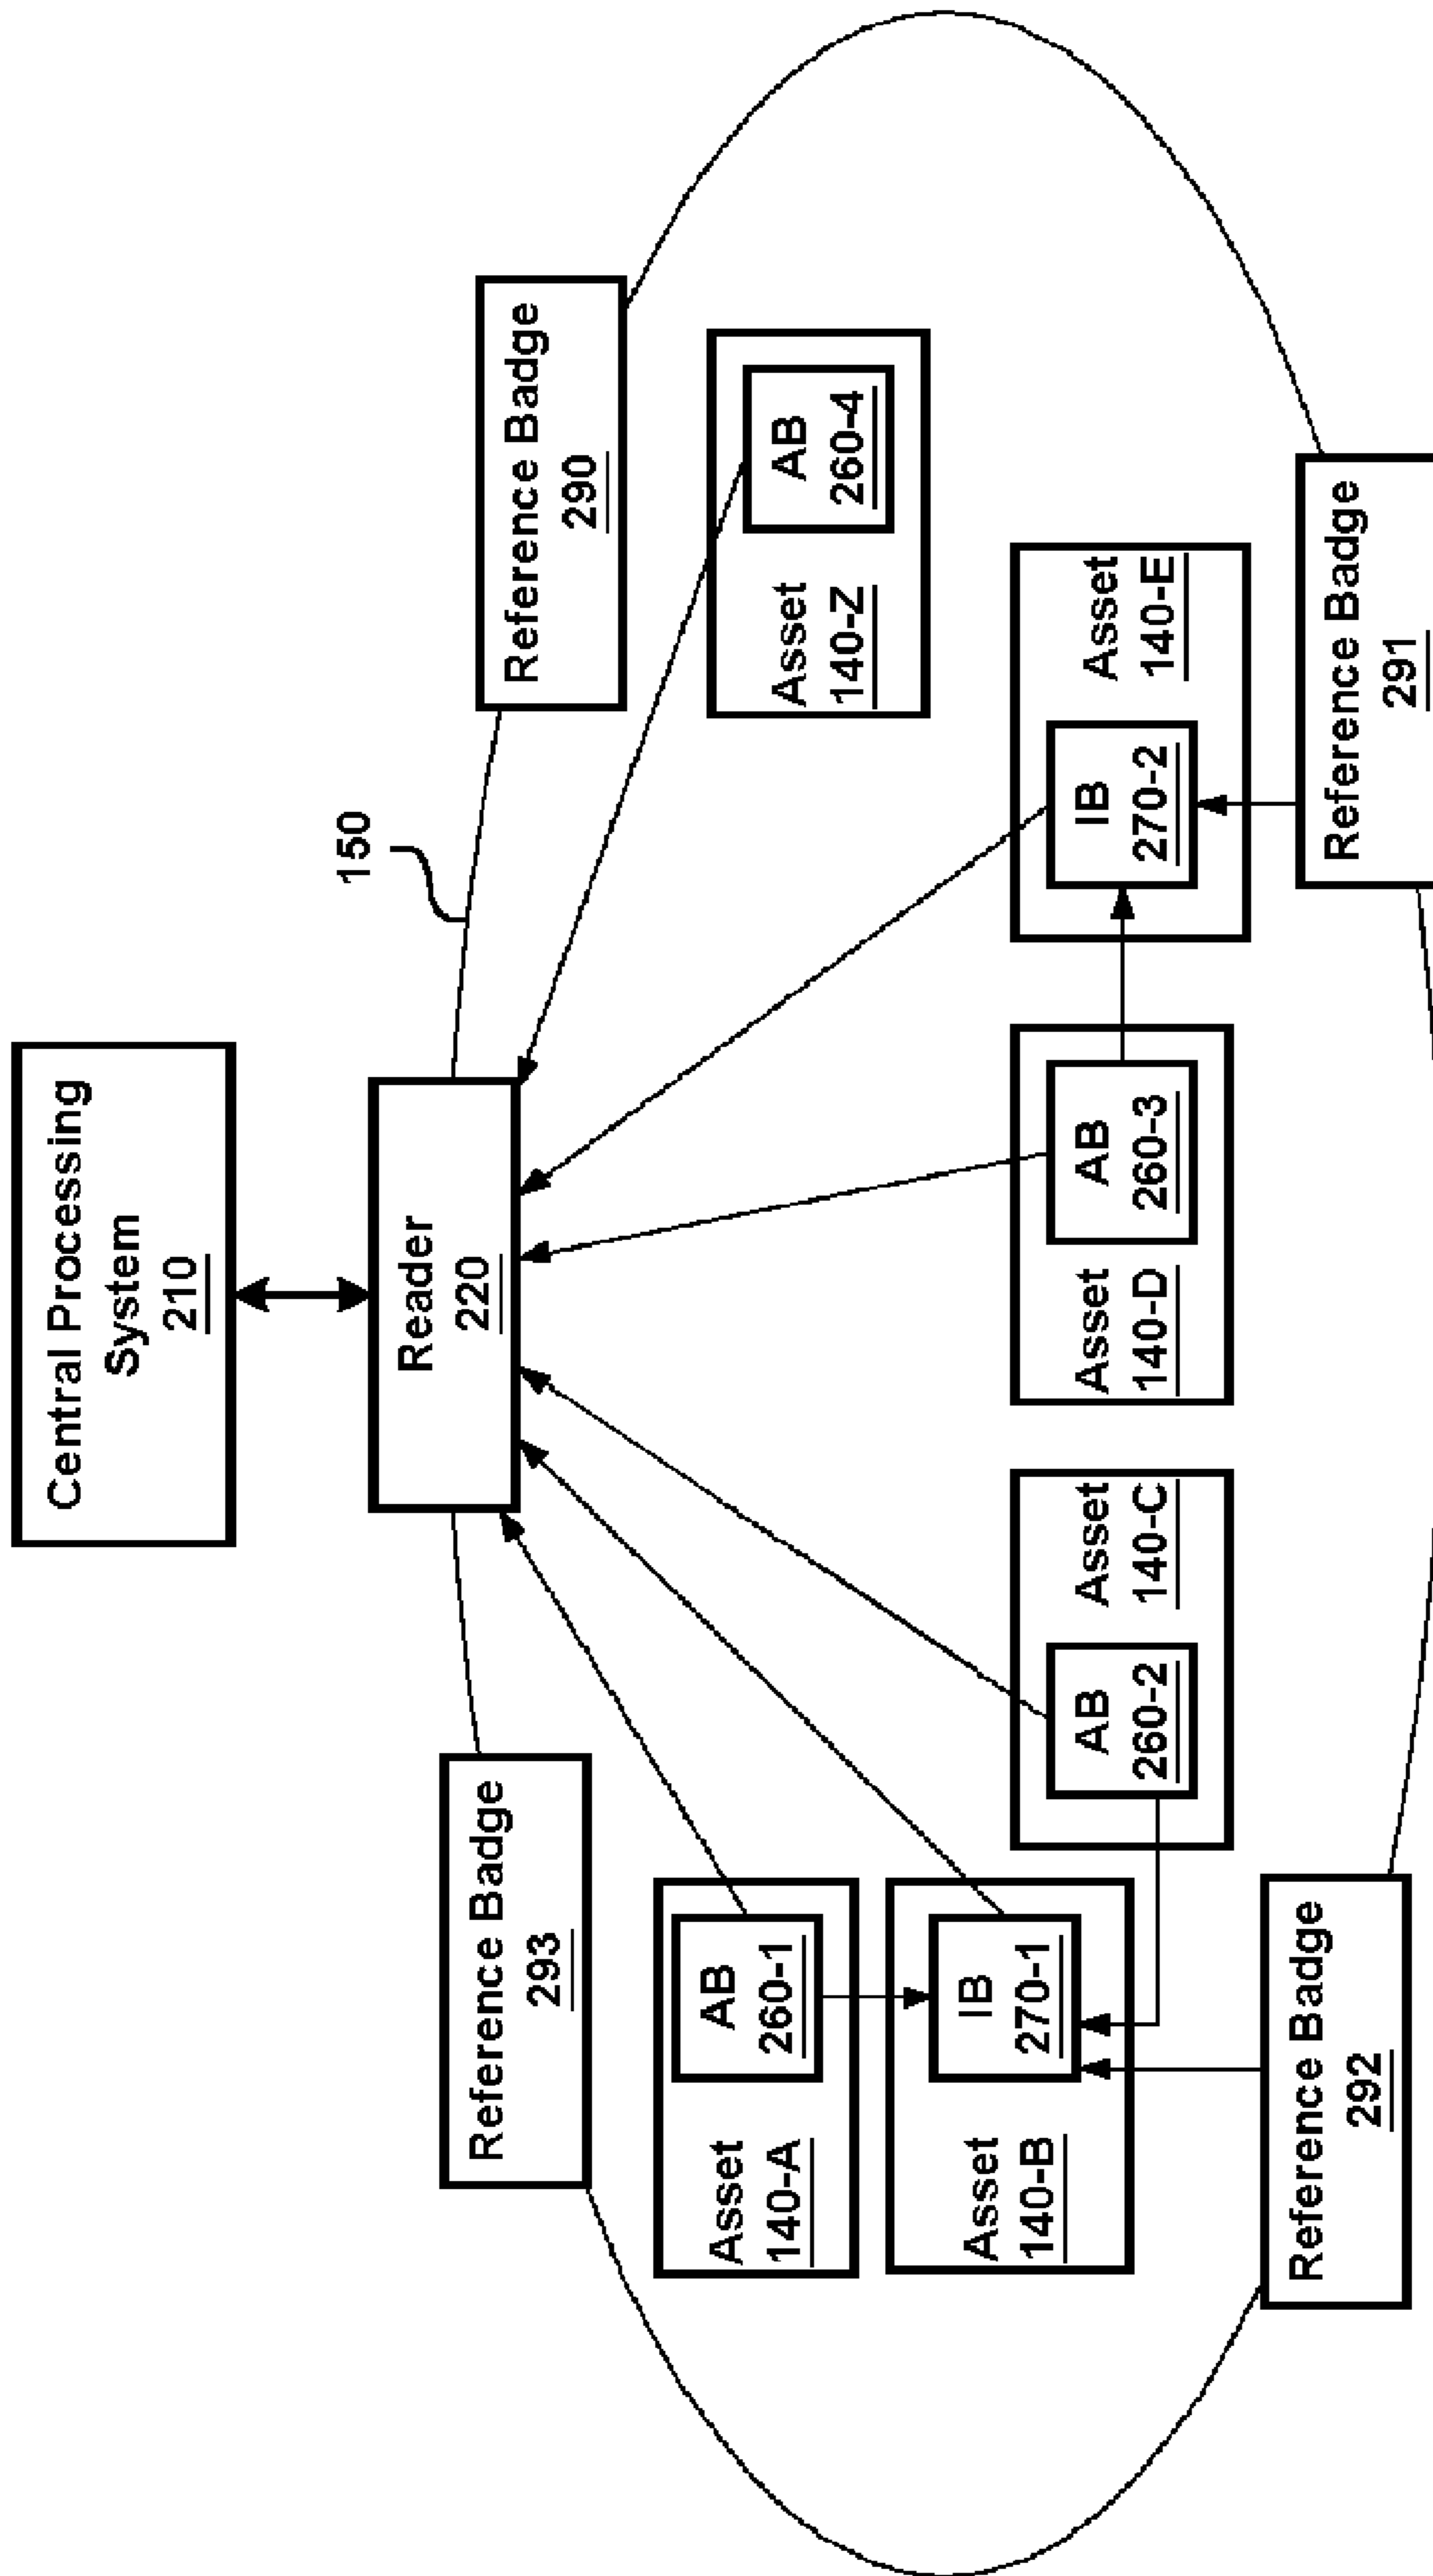 Central Processing
System
210
150
Reader
220
Reference Badge
293
Reference Badge
290
AB
260-1
Asset
140-A
AB
260-4
Asset
140-Z
IB
270-1
Asset
140-B
AB
260-2
Asset
140-C
AB
260-3
Asset
140-D
IB
270-2
Asset
140-E
Reference Badge
292
Reference Badge
291